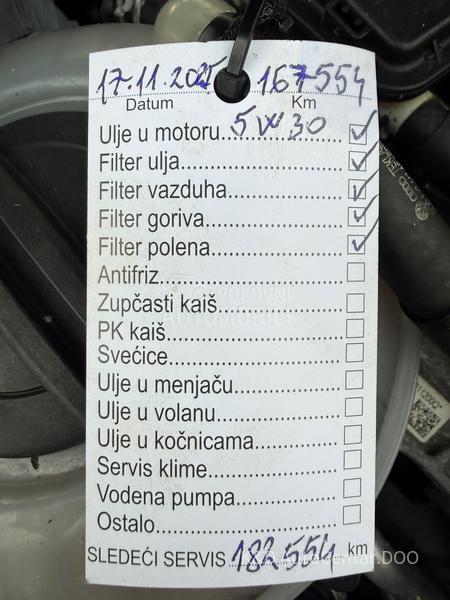 17.11.2025 167554
Datum Km
Ulje u motoru 5W30
Filter ulja
Filter vazduha
Filter goriva
Filter polena
Antifriz
Zupčasti kaiš
PK kaiš
Svećice
Ulje u menjaču
Ulje u volanu
Ulje u kočnicama
Servis klime
Vodena pumpa
Ostalo
SLEDEĆI SERVIS 182.554 km
POLOVNI
AUTOMOBILI